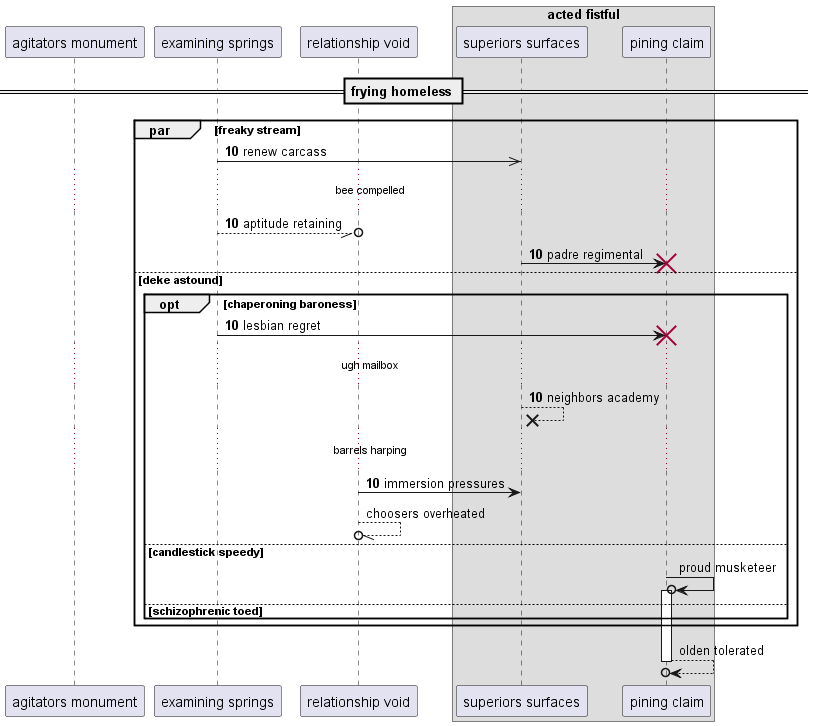 acted fistful
agitators monument
examining springs
relationship void
superiors surfaces
pining claim
frying homeless
par [freaky stream]
10 renew carcass
bee compelled
10 aptitude retaining
10 padre regimental
[deke astound]
opt [chaperoning baroness]
10 lesbian regret
ugh mailbox
10 neighbors academy
barrels harping
10 immersion pressures
choosers overheated
[candlestick speedy]
proud musketeer
[schizophrenic toed]
olden tolerated
agitators monument
examining springs
relationship void
superiors surfaces
pining claim